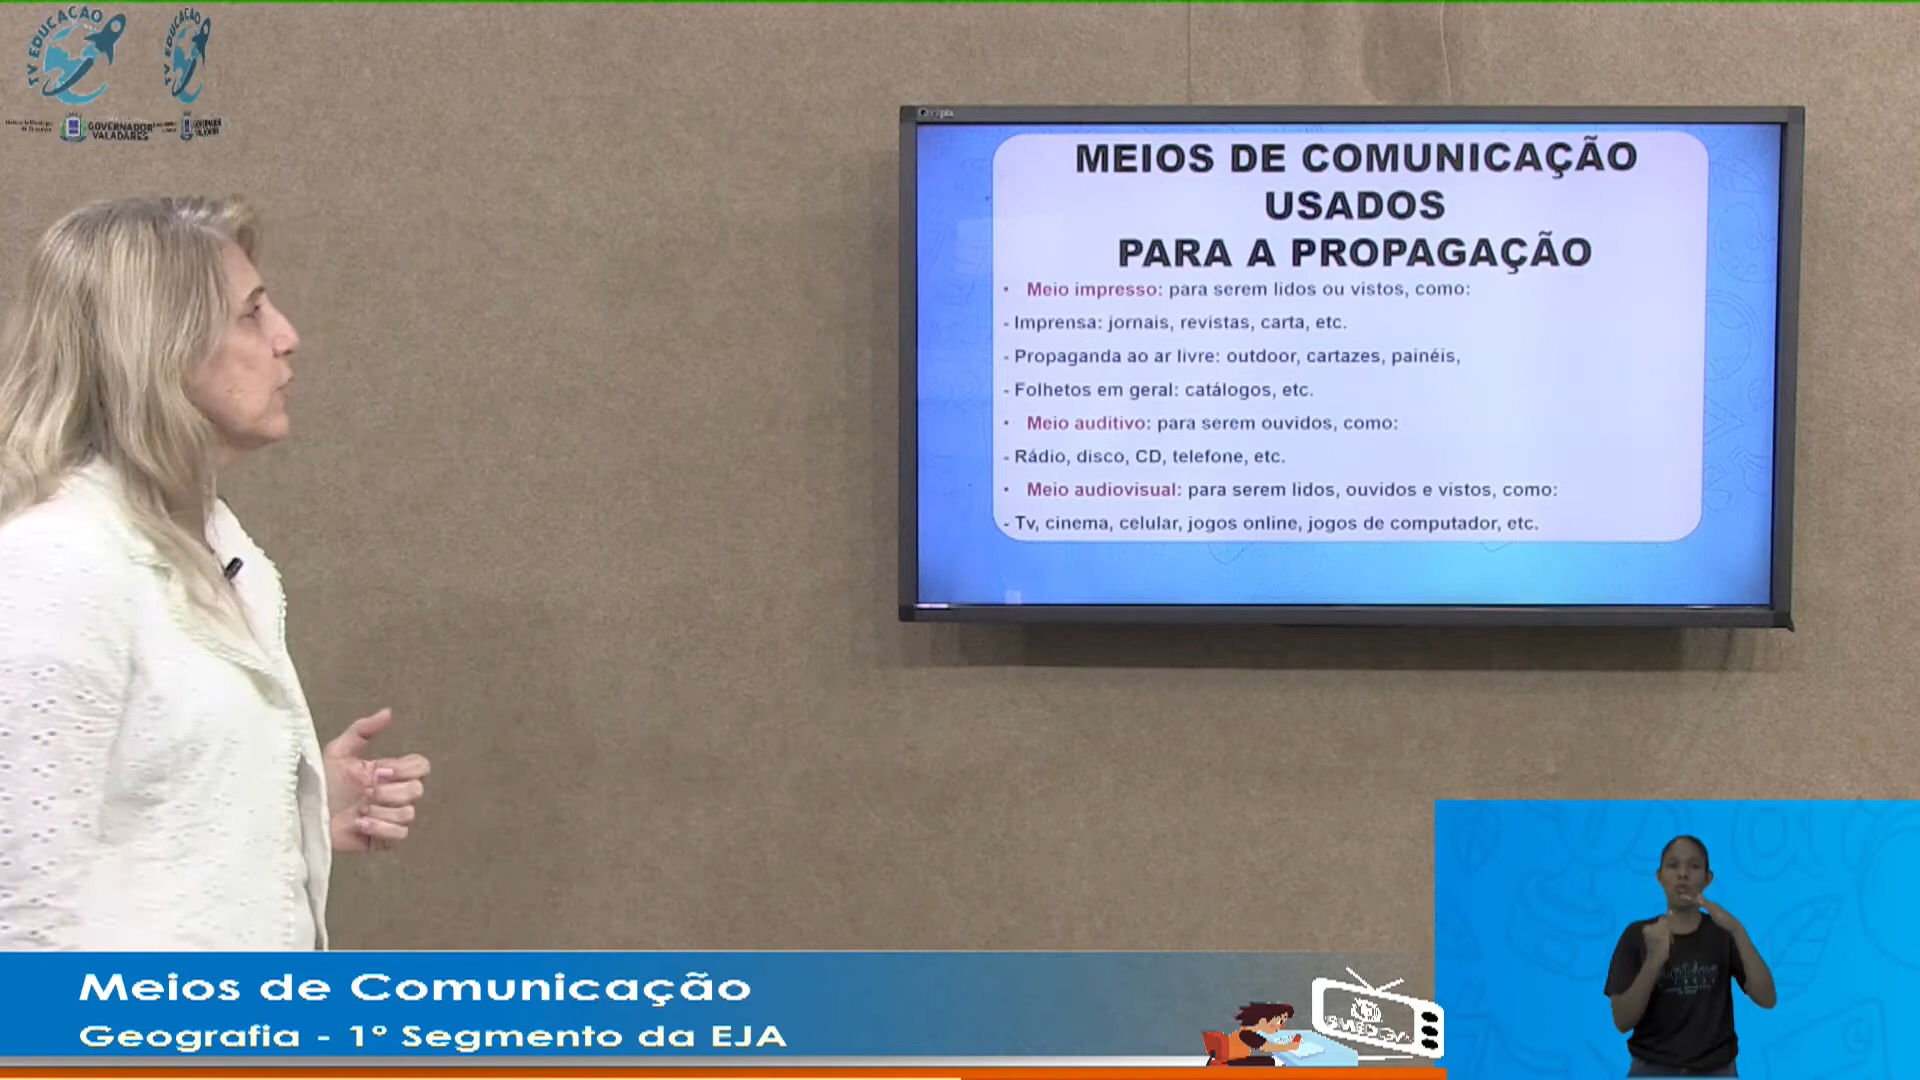 TV EDUCAÇÃO
TV EDUCAÇÃO
GOVERNADOR
VALADARES
GOVERNADOR
VALADARES
MEIOS DE COMUNICAÇÃO
USADOS
PARA A PROPAGAÇÃO
• Meio impresso: para serem lidos ou vistos, como:
- Imprensa: jornais, revistas, carta, etc.
- Propaganda ao ar livre: outdoor, cartazes, painéis,
- Folhetos em geral: catálogos, etc.
• Meio auditivo: para serem ouvidos, como:
- Rádio, disco, CD, telefone, etc.
• Meio audiovisual: para serem lidos, ouvidos e vistos, como:
- Tv, cinema, celular, jogos online, jogos de computador, etc.
Meios de Comunicação
Geografia - 1º Segmento da EJA